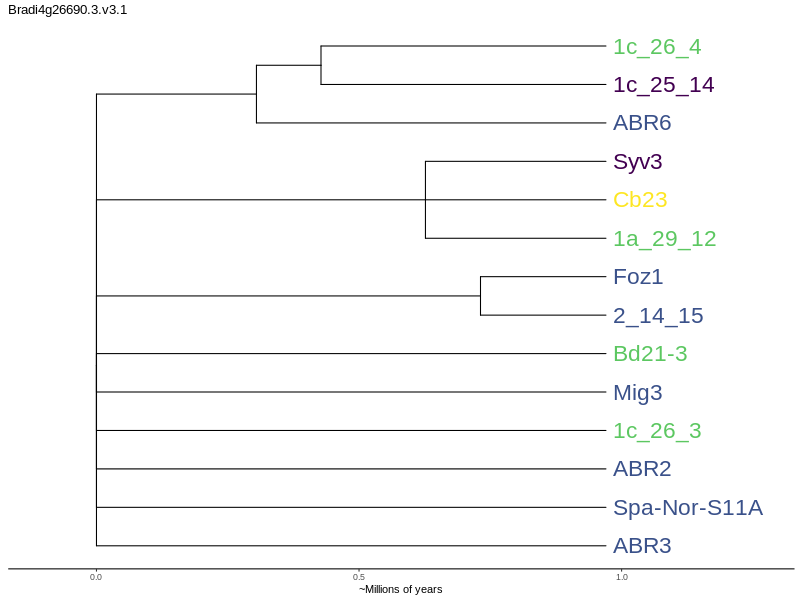 Bradi4g26690.3.v3.1
1c_26_4
1c_25_14
ABR6
Syv3
Cb23
1a_29_12
Foz1
2_14_15
Bd21-3
Mig3
1c_26_3
ABR2
Spa-Nor-S11A
ABR3
0.0 0.5 1.0
~Millions of years